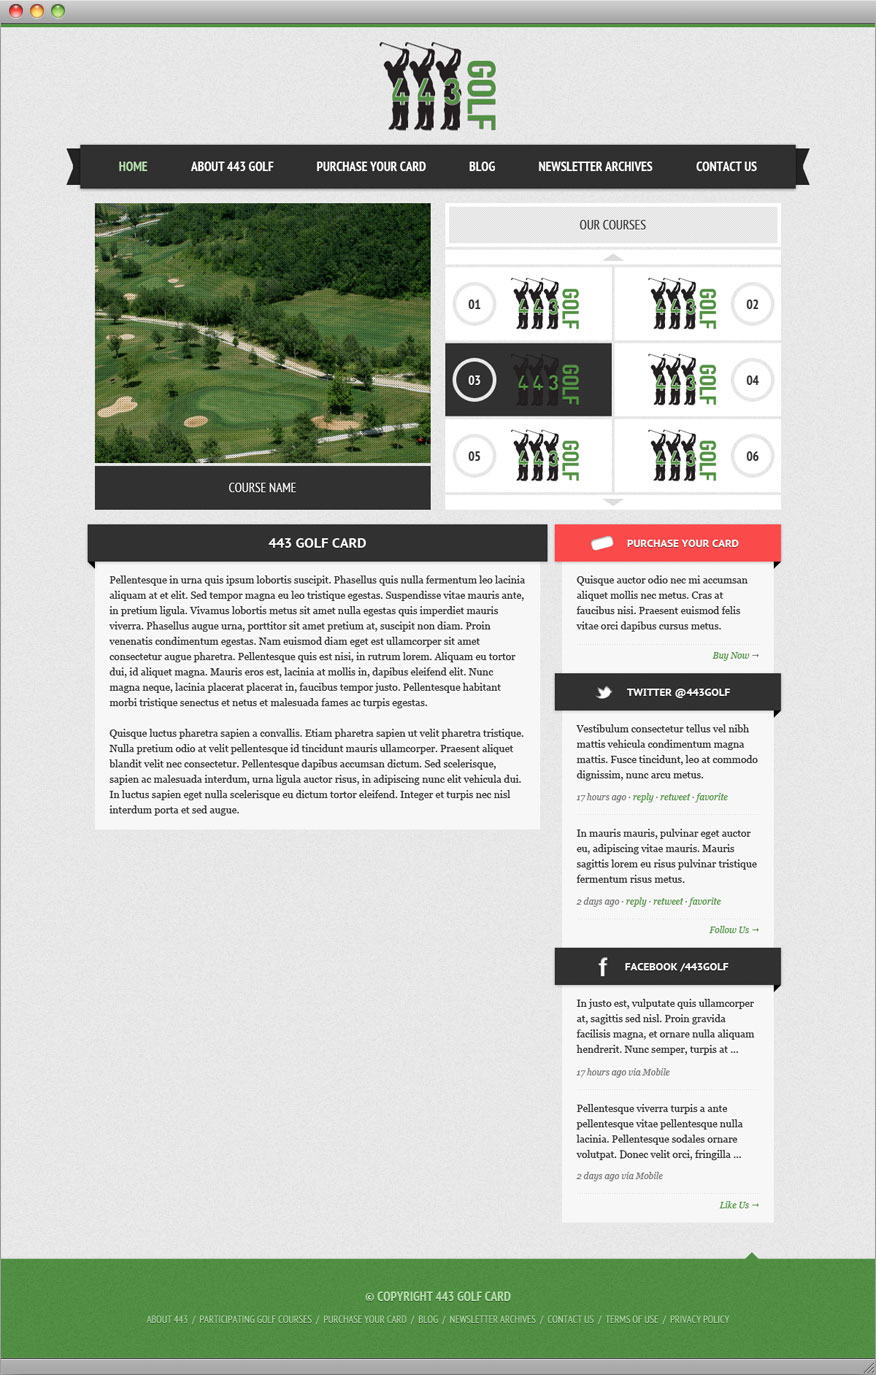 443
GOLF
HOME ABOUT 443 GOLF PURCHASE YOUR CARD BLOG NEWSLETTER ARCHIVES CONTACT US
OUR COURSES
01 443 GOLF 443 GOLF 02
03 443 GOLF 443 GOLF 04
05 443 GOLF 443 GOLF 06
COURSE NAME
443 GOLF CARD
Pellentesque in urna quis ipsum lobortis suscipit. Phasellus quis nulla fermentum leo lacinia
aliquam at et elit. Sed tempor magna eu leo tristique egestas. Suspendisse vitae mauris ante,
in pretium ligula. Vivamus lobortis metus sit amet nulla egestas quis imperdiet mauris
viverra. Phasellus augue urna, porttitor sit amet pretium at, suscipit non diam. Proin
venenatis condimentum egestas. Nam euismod diam eget est ullamcorper sit amet
consectetur augue pharetra. Pellentesque quis est nisi, in rutrum lorem. Aliquam eu tortor
dui, id aliquet magna. Mauris eros est, lacinia at mollis in, dapibus eleifend elit. Nunc
magna neque, lacinia placerat placerat in, faucibus tempor justo. Pellentesque habitant
morbi tristique senectus et netus et malesuada fames ac turpis egestas.
Quisque luctus pharetra sapien a convallis. Etiam pharetra sapien ut velit pharetra tristique.
Nulla pretium odio at velit pellentesque id tincidunt mauris ullamcorper. Praesent aliquet
blandit velit nec consectetur. Pellentesque dapibus accumsan dictum. Sed scelerisque,
sapien ac malesuada interdum, urna ligula auctor risus, in adipiscing nunc elit vehicula dui.
In luctus sapien eget nulla scelerisque eu dictum tortor eleifend. Integer et turpis nec nisl
interdum porta et sed augue.
PURCHASE YOUR CARD
Quisque auctor odio nec mi accumsan
aliquet mollis nec metus. Cras at
faucibus nisi. Praesent euismod felis
vitae orci dapibus cursus metus.
Buy Now →
TWITTER @443GOLF
Vestibulum consectetur tellus vel nibh
mattis vehicula condimentum magna
mattis. Fusce tincidunt, leo at commodo
dignissim, nunc arcu metus.
17 hours ago · reply · retweet · favorite
In mauris mauris, pulvinar eget auctor
eu, adipiscing vitae mauris. Mauris
sagittis lorem eu risus pulvinar tristique
fermentum risus metus.
2 days ago · reply · retweet · favorite
Follow Us →
f FACEBOOK /443GOLF
In justo est, vulputate quis ullamcorper
at, sagittis sed nisl. Proin gravida
facilisis magna, et ornare nulla aliquam
hendrerit. Nunc semper, turpis at ...
17 hours ago via Mobile
Pellentesque viverra turpis a ante
pellentesque vitae pellentesque nulla
lacinia. Pellentesque sodales ornare
volutpat. Donec velit orci, fringilla ...
2 days ago via Mobile
Like Us →
© COPYRIGHT 443 GOLF CARD
ABOUT 443 / PARTICIPATING GOLF COURSES / PURCHASE YOUR CARD / BLOG / NEWSLETTER ARCHIVES / CONTACT US / TERMS OF USE / PRIVACY POLICY